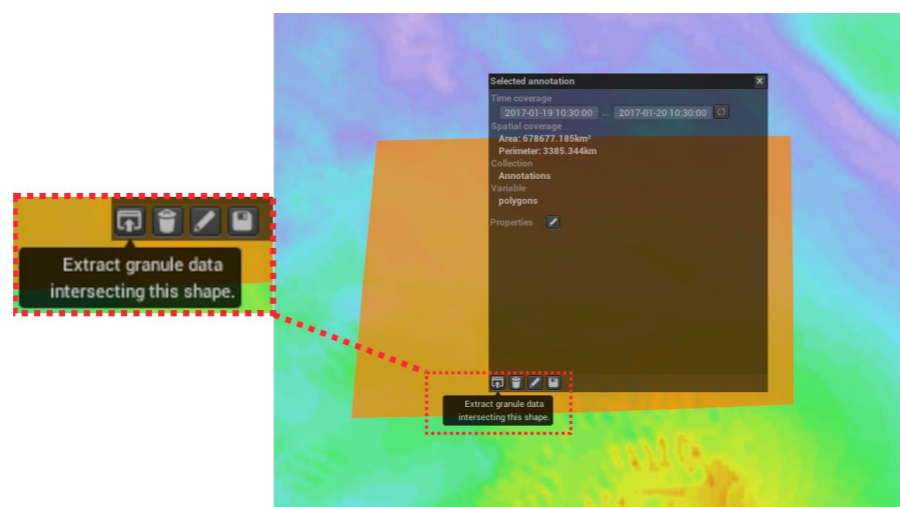 Selected annotation
Time coverage
2017-01-19 10:30:00 ... 2017-01-20 10:30:00
Spatial coverage
Area: 678677.185km²
Perimeter: 3385.344km
Collection
Annotations
Variable
polygons
Properties
Extract granule data
intersecting this shape.
Extract granule data
intersecting this shape.